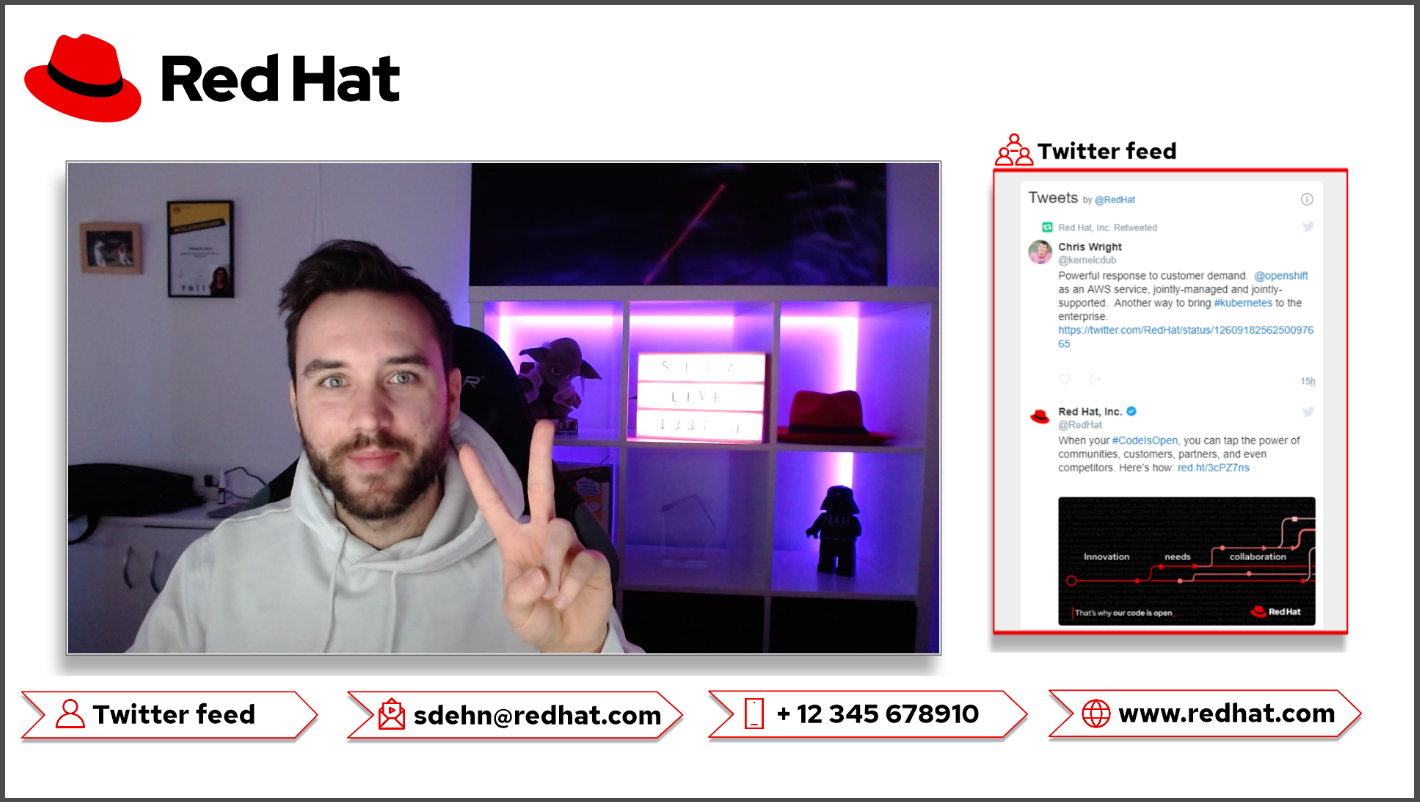 Red Hat
Twitter feed
Tweets by @RedHat
Red Hat, Inc. Retweeted
Chris Wright
@kernelcdub
Powerful response to customer demand. @openshift
as an AWS service, jointly-managed and jointly-
supported. Another way to bring #kubernetes to the
enterprise.
https://twitter.com/RedHat/status/12609182562500976
65
15h
Red Hat, Inc.
@RedHat
When your #CodeIsOpen, you can tap the power of
communities, customers, partners, and even
competitors. Here's how: red.ht/3cPZ7ns
Innovation needs collaboration
That's why our code is open_
Red Hat
LIVE
Twitter feed
sdehn@redhat.com
+ 12 345 678910
www.redhat.com